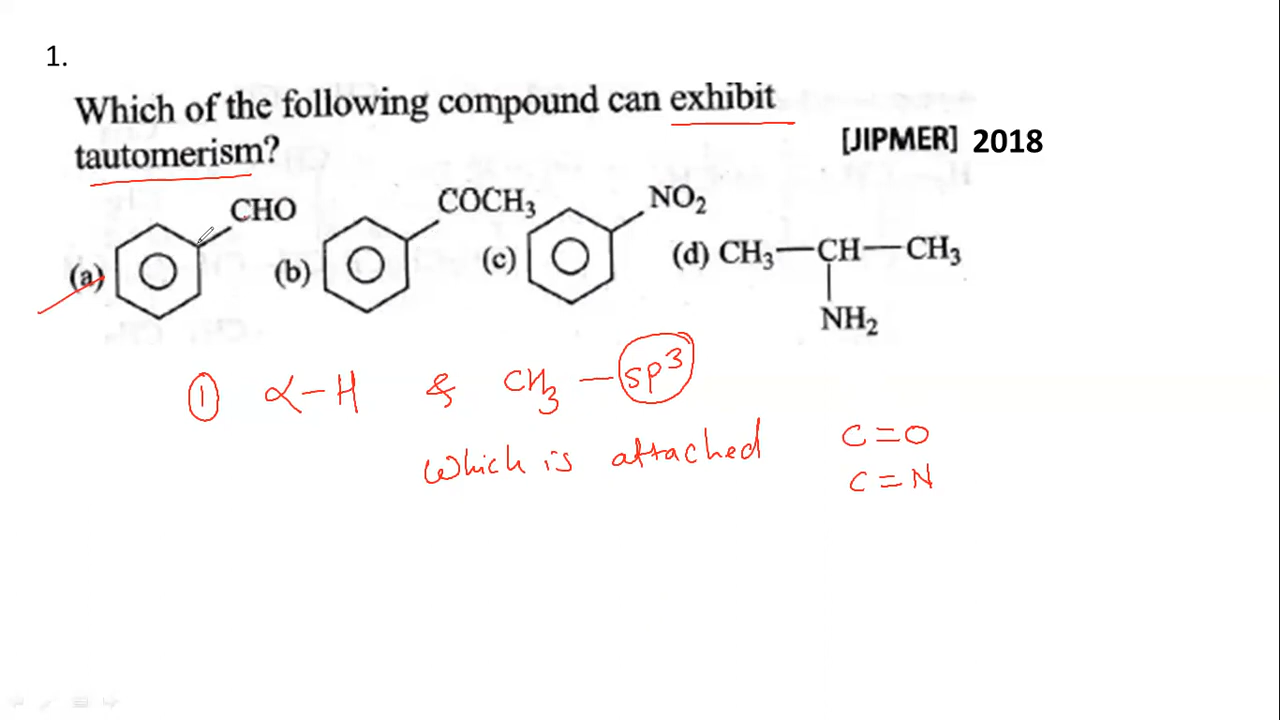 1.
Which of the following compound can exhibit
tautomerism?
[JIPMER] 2018
(a) CHO (b) COCH₃ (c) NO₂ (d) CH₃—CH—CH₃
NH₂
① α-H & CH₃ — sp³
which is attached C=O
C=N